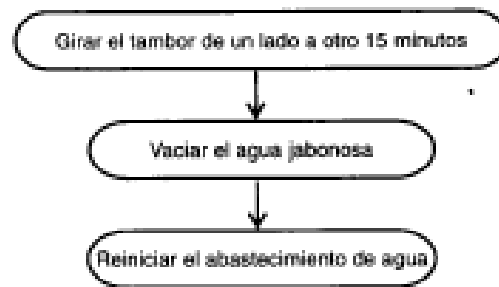 Girar el tambor de un lado a otro 15 minutos
Vaciar el agua jabonosa
Reiniciar el abastecimiento de agua